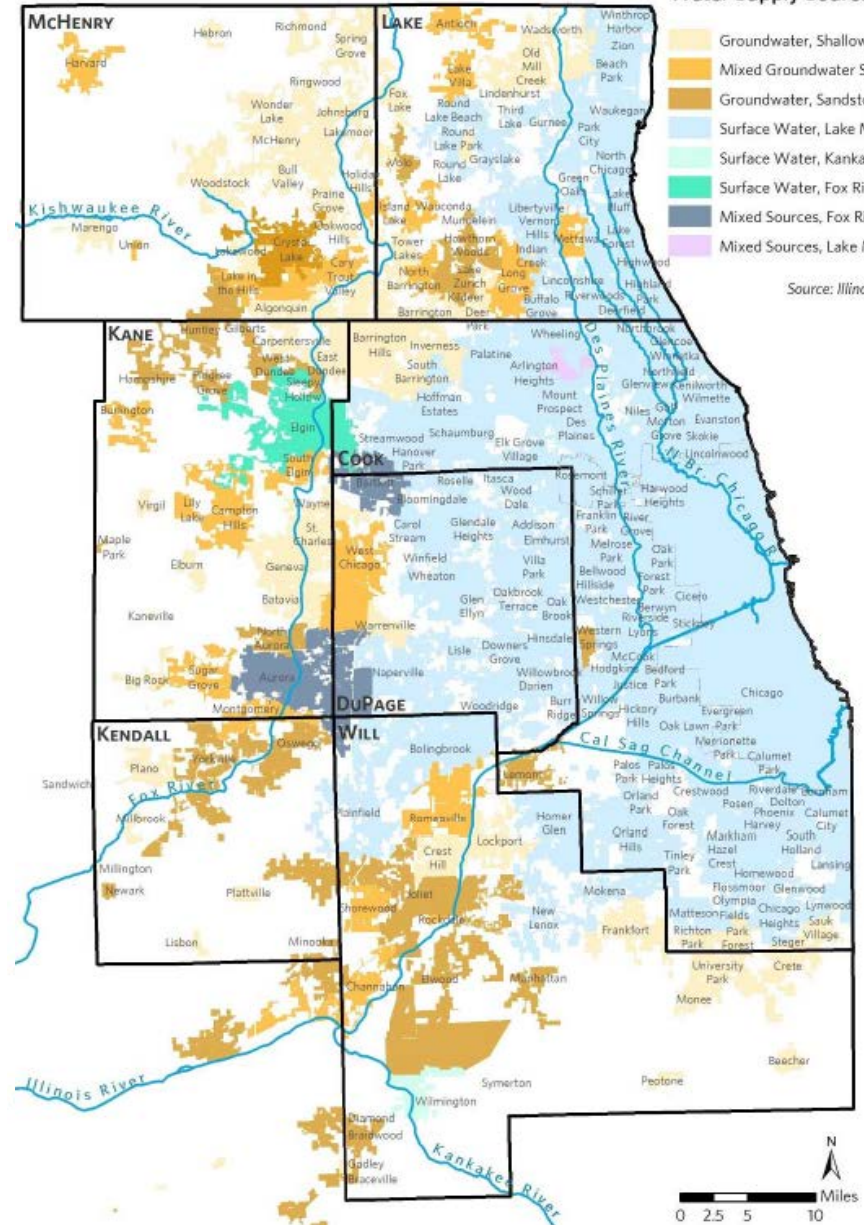 Water Supply Source
Groundwater, Shallow
Mixed Groundwater S
Groundwater, Sandst
Surface Water, Lake M
Surface Water, Kanka
Surface Water, Fox Ri
Mixed Sources, Fox R
Mixed Sources, Lake M
Source: Illino
MCHENRY
Hebron
Richmond
Spring
Grove
Harvard
Ringwood
Wonder
Lake
Johnsburg
Lakemoor
McHenry
Bull
Valley
Holiday
Hills
Woodstock
Prairie
Grove
Oakwood
Hills
Kishwaukee River
Marengo
Union
Lakewood
Crystal
Lake
Cary
Trout
Valley
Lake in
the Hills
Algonquin
LAKE
Antioch
Wadsworth
Winthrop
Harbor
Zion
Old
Mill
Creek
Beach
Park
Lake
Villa
Lindenhurst
Fox
Lake
Round
Lake Beach
Third
Lake
Gurnee
Waukegan
Round
Lake Park
Park
City
Volo
Round
Lake
Grayslake
North
Chicago
Green
Oaks
Lake
Bluff
Island
Lake
Wauconda
Libertyville
Mundelein
Vernon
Hills
Mettawa
Lake
Forest
Tower
Lakes
Hawthorn
Woods
Indian
Creek
Highwood
North
Barrington
Lake
Zurich
Long
Grove
Lincolnshire
Highland
Park
Kildeer
Riverwoods
Buffalo
Grove
Deerfield
Barrington
Deer
Park
KANE
Huntley
Gilberts
Carpentersville
West
Dundee
East
Dundee
Hampshire
Pingree
Grove
Sleepy
Hollow
Burlington
Elgin
South
Elgin
Virgil
Lily
Lake
Campton
Hills
Wayne
St.
Charles
Maple
Park
Elburn
Geneva
Batavia
Kaneville
North
Aurora
Big Rock
Sugar
Grove
Aurora
Montgomery
COOK
Barrington
Hills
Inverness
Palatine
Wheeling
Northbrook
Glencoe
Winnetka
South
Barrington
Arlington
Heights
Northfield
Kenilworth
Glenview
Wilmette
Hoffman
Estates
Mount
Prospect
Golf
Evanston
Niles
Morton
Grove
Skokie
Streamwood
Schaumburg
Des
Plaines
Lincolnwood
Hanover
Park
Elk Grove
Village
Des Plaines River
N. Br. Chicago R.
Rosemont
Schiller
Park
Harwood
Heights
Franklin
Park
River
Grove
Melrose
Park
Oak
Park
Bellwood
Forest
Park
Hillside
Cicero
Westchester
Berwyn
Riverside
Stickney
Western
Springs
Lyons
McCook
Hodgkins
Bedford
Park
Justice
Chicago
Willow
Springs
Burbank
Hickory
Hills
Evergreen
Park
Oak Lawn
Merrionette
Park
Calumet
Park
Cal Sag Channel
Palos
Park
Palos
Heights
Crestwood
Riverdale
Burnham
Posen
Dolton
Orland
Park
Oak
Forest
Phoenix
Harvey
Calumet
City
Markham
Hazel
Crest
South
Holland
Orland
Hills
Tinley
Park
Homewood
Lansing
Flossmoor
Glenwood
Olympia
Fields
Chicago
Heights
Lynwood
Matteson
Richton
Park
Park
Forest
Sauk
Village
Steger
Lemont
DUPAGE
Bartlett
Roselle
Itasca
Bloomingdale
Wood
Dale
Carol
Stream
Glendale
Heights
Addison
Elmhurst
West
Chicago
Winfield
Villa
Park
Wheaton
Glen
Ellyn
Oakbrook
Terrace
Oak
Brook
Warrenville
Hinsdale
Lisle
Downers
Grove
Naperville
Willowbrook
Darien
Woodridge
Burr
Ridge
KENDALL
Oswego
Plano
Yorkville
Sandwich
Fox River
Millbrook
Millington
Newark
Plattville
Lisbon
Minooka
WILL
Bolingbrook
Plainfield
Romeoville
Homer
Glen
Lockport
Crest
Hill
Joliet
Mokena
Shorewood
Rockdale
New
Lenox
Frankfort
University
Park
Crete
Channahon
Elwood
Manhattan
Monee
Beecher
Peotone
Symerton
Wilmington
Illinois River
Diamond
Braidwood
Godley
Braceville
Kankakee River
N
Miles
0 2.5 5 10